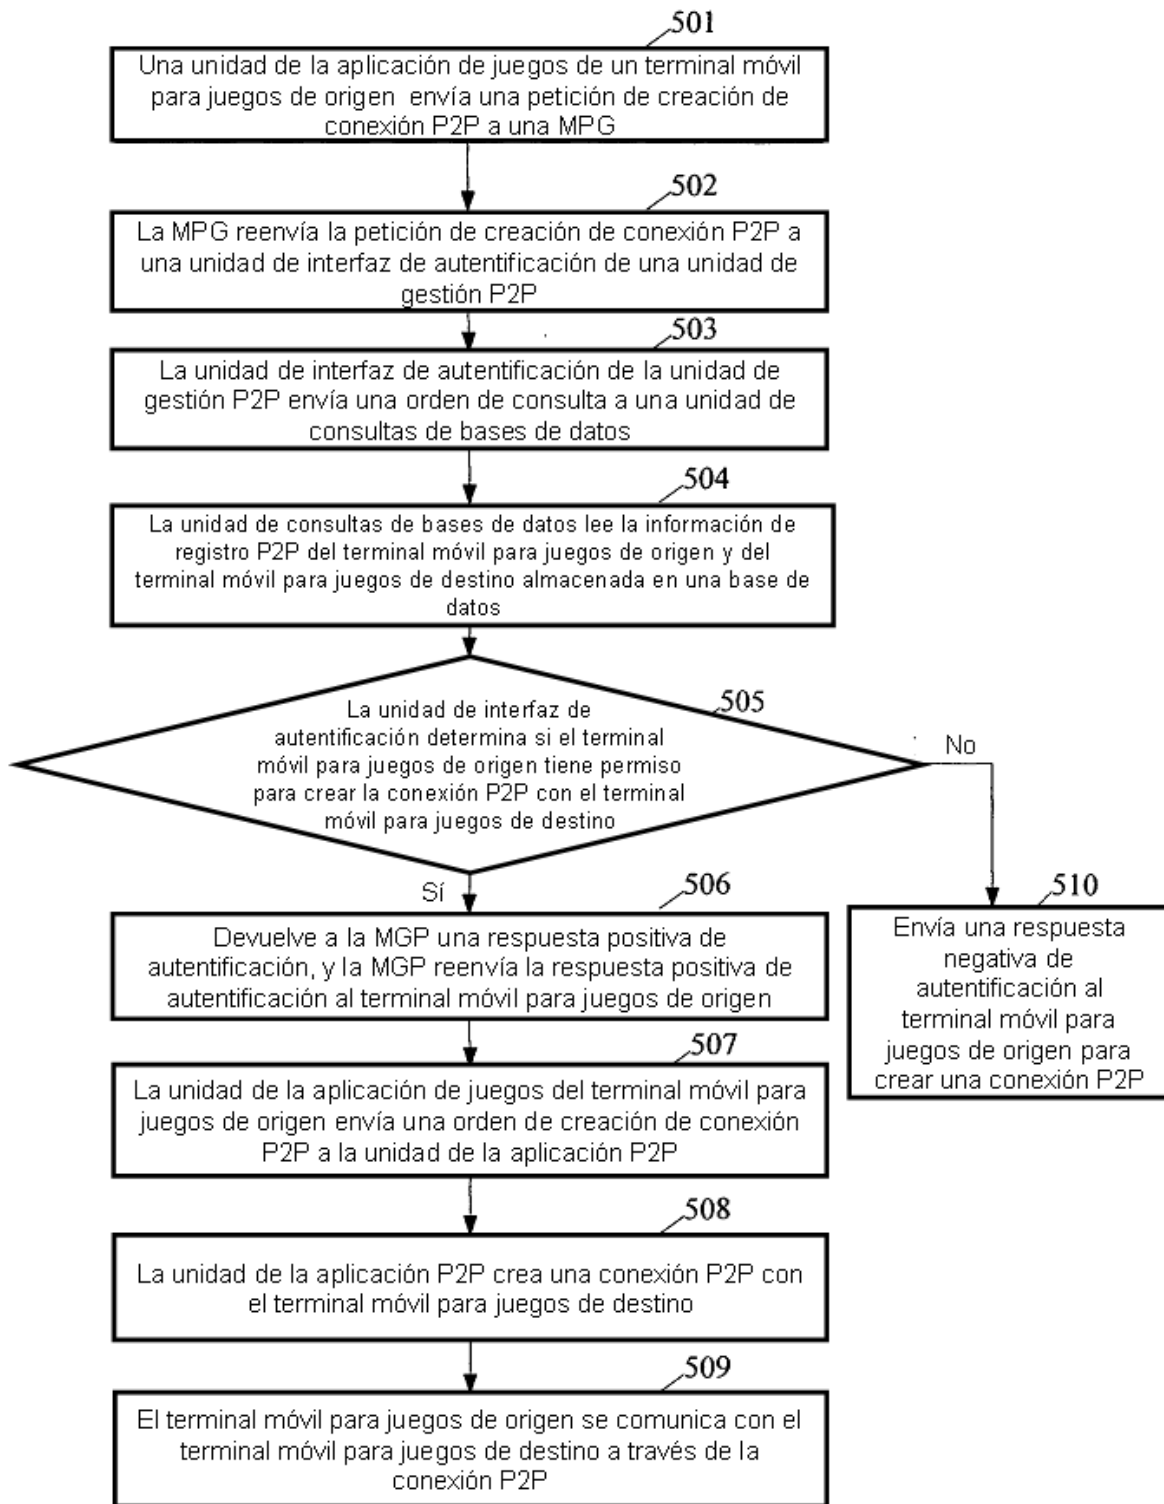 501
Una unidad de la aplicación de juegos de un terminal móvil
para juegos de origen envía una petición de creación de
conexión P2P a una MPG
502
La MPG reenvía la petición de creación de conexión P2P a
una unidad de interfaz de autentificación de una unidad de
gestión P2P
503
La unidad de interfaz de autentificación de la unidad de
gestión P2P envía una orden de consulta a una unidad de
consultas de bases de datos
504
La unidad de consultas de bases de datos lee la información de
registro P2P del terminal móvil para juegos de origen y del
terminal móvil para juegos de destino almacenada en una base de
datos
505
La unidad de interfaz de
autentificación determina si el terminal
móvil para juegos de origen tiene permiso
para crear la conexión P2P con el terminal
móvil para juegos de destino
No
Sí
506
Devuelve a la MGP una respuesta positiva de
autentificación, y la MGP reenvía la respuesta positiva de
autentificación al terminal móvil para juegos de origen
510
Envía una respuesta
negativa de
autentificación al
terminal móvil para
juegos de origen para
crear una conexión P2P
507
La unidad de la aplicación de juegos del terminal móvil para
juegos de origen envía una orden de creación de conexión
P2P a la unidad de la aplicación P2P
508
La unidad de la aplicación P2P crea una conexión P2P con
el terminal móvil para juegos de destino
509
El terminal móvil para juegos de origen se comunica con el
terminal móvil para juegos de destino a través de la
conexión P2P